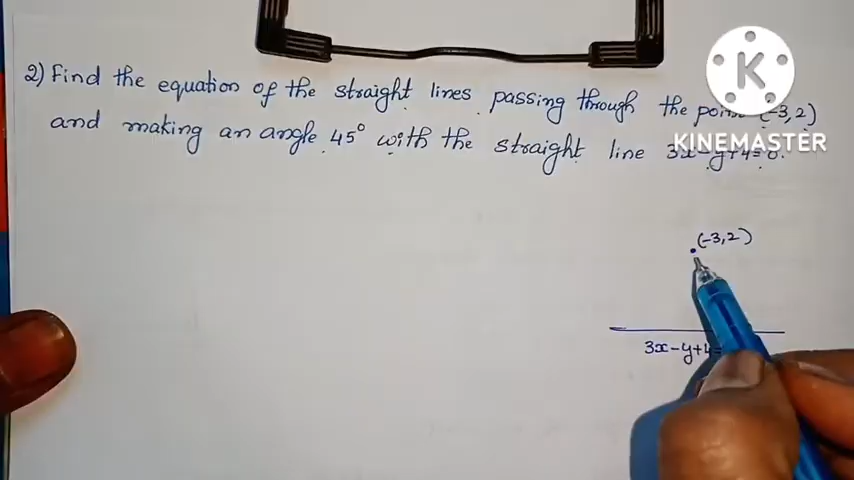 2) Find the equation of the straight lines passing through the point (-3,2)
and making an angle 45° with the straight line 3x-y+4=0.
K
KINEMASTER
(-3,2)
3x-y+4